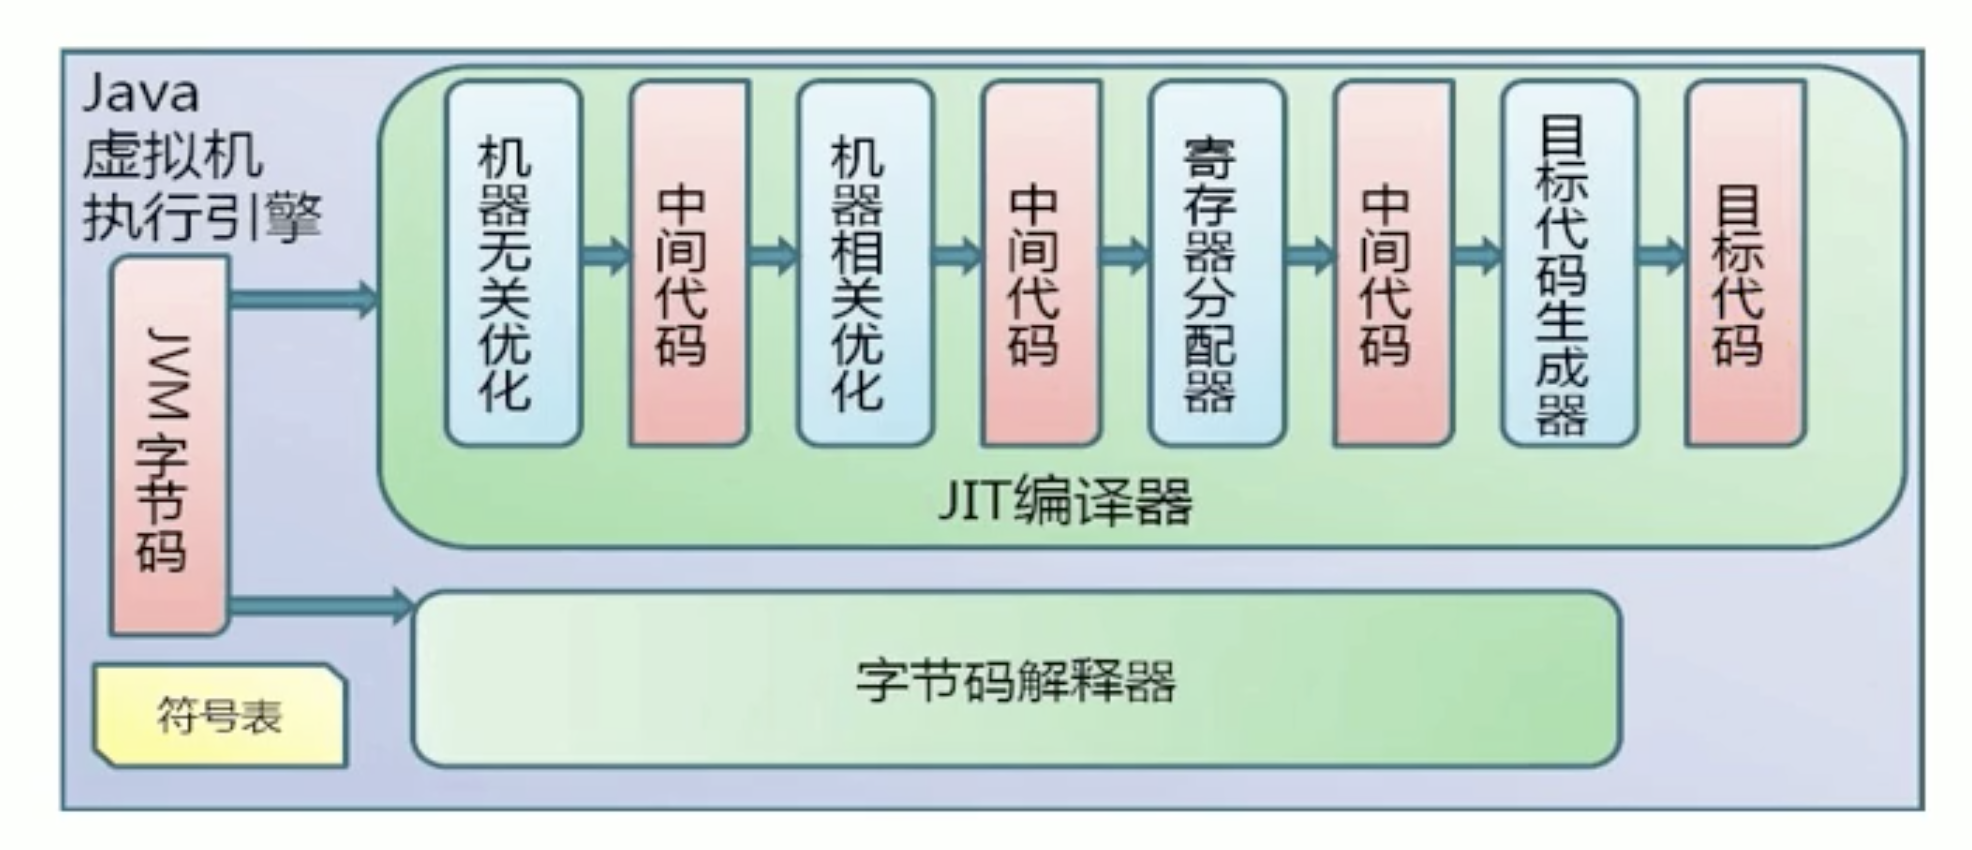 Java
虚拟机
执行引擎
JVM字节码
符号表
机器无关优化
中间代码
机器相关优化
中间代码
寄存器分配器
中间代码
目标代码生成器
目标代码
JIT编译器
字节码解释器